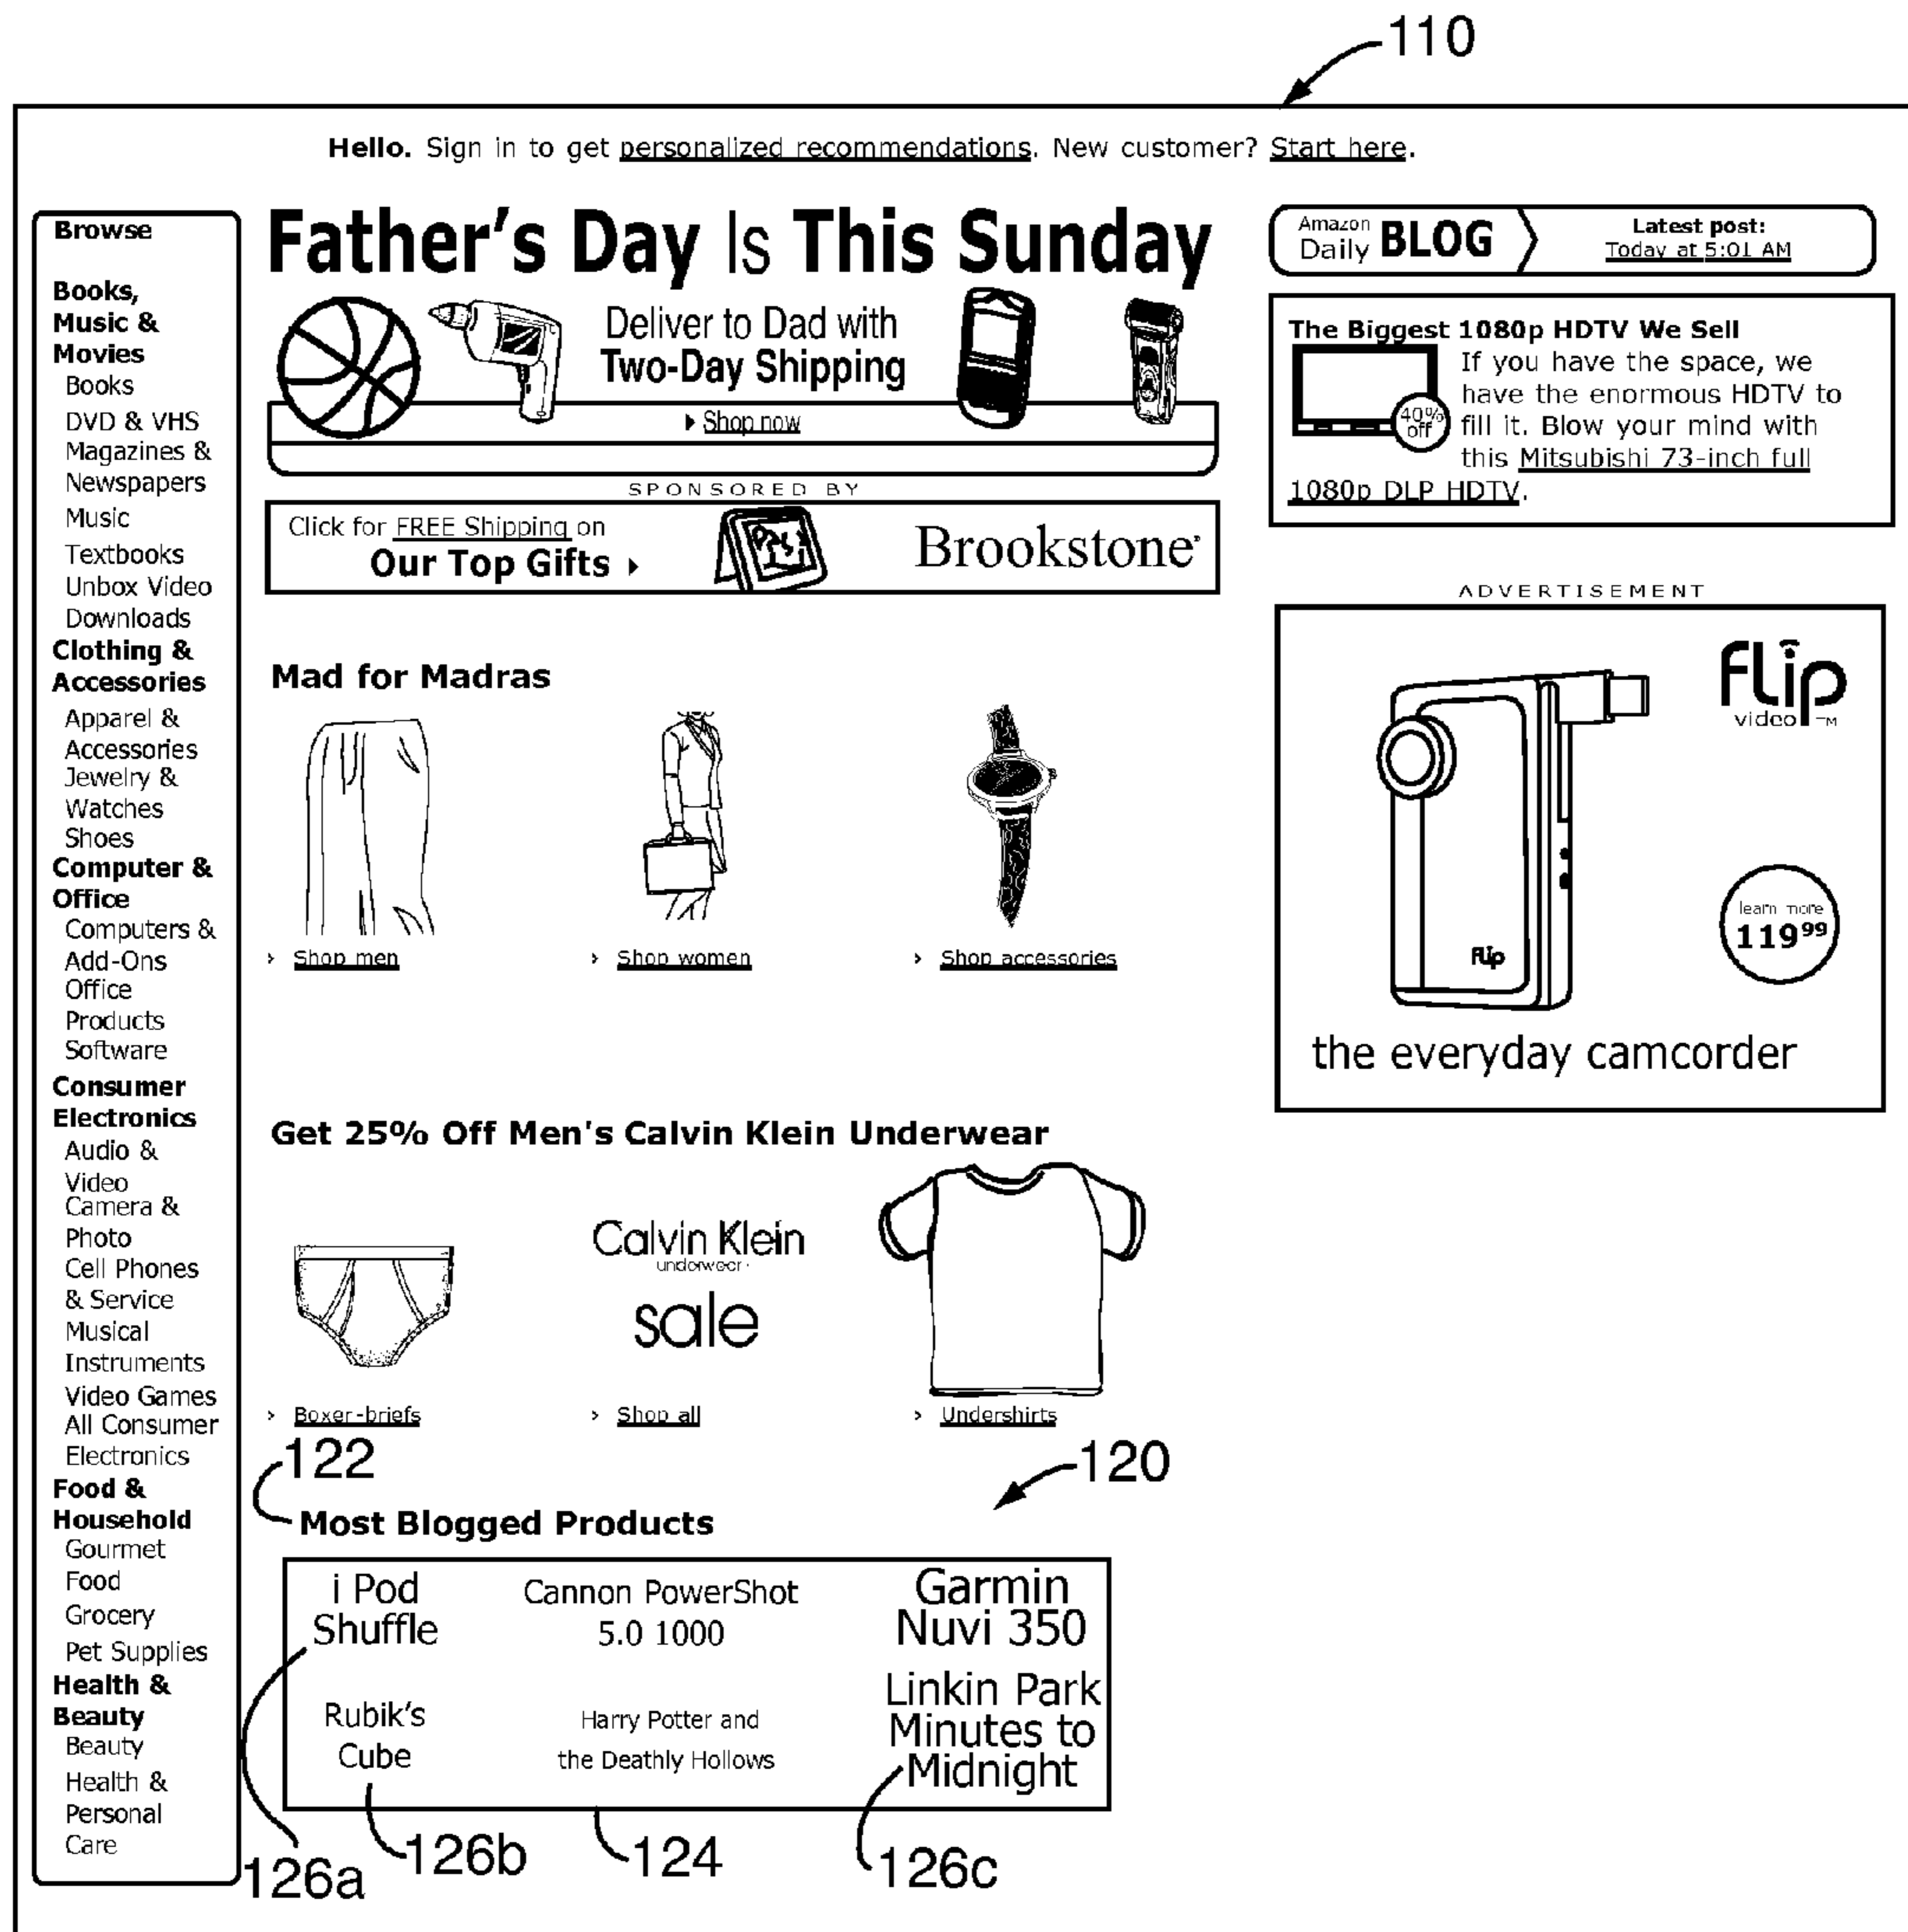 110
Hello. Sign in to get personalized recommendations. New customer? Start here.
Browse
Books,
Music &
Movies
Books
DVD & VHS
Magazines &
Newspapers
Music
Textbooks
Unbox Video
Downloads
Clothing &
Accessories
Apparel &
Accessories
Jewelry &
Watches
Shoes
Computer &
Office
Computers &
Add-Ons
Office
Products
Software
Consumer
Electronics
Audio &
Video
Camera &
Photo
Cell Phones
& Service
Musical
Instruments
Video Games
All Consumer
Electronics
Food &
Household
Gourmet
Food
Grocery
Pet Supplies
Health &
Beauty
Beauty
Health &
Personal
Care
Father's Day Is This Sunday
Deliver to Dad with
Two-Day Shipping
Shop now
SPONSORED BY
Click for FREE Shipping on
Our Top Gifts
Brookstone
Mad for Madras
› Shop men
› Shop women
› Shop accessories
Get 25% Off Men's Calvin Klein Underwear
Calvin Klein
underwear
sale
› Boxer-briefs
› Shop all
› Undershirts
122
120
Most Blogged Products
i Pod
Shuffle
Cannon PowerShot
5.0 1000
Garmin
Nuvi 350
Rubik's
Cube
Harry Potter and
the Deathly Hollows
Linkin Park
Minutes to
Midnight
126a
126b
124
126c
Amazon
Daily BLOG
Latest post:
Today at 5:01 AM
The Biggest 1080p HDTV We Sell
40%
off
If you have the space, we
have the enormous HDTV to
fill it. Blow your mind with
this Mitsubishi 73-inch full
1080p DLP HDTV.
ADVERTISEMENT
flip
video TM
flip
learn more
119 99
the everyday camcorder